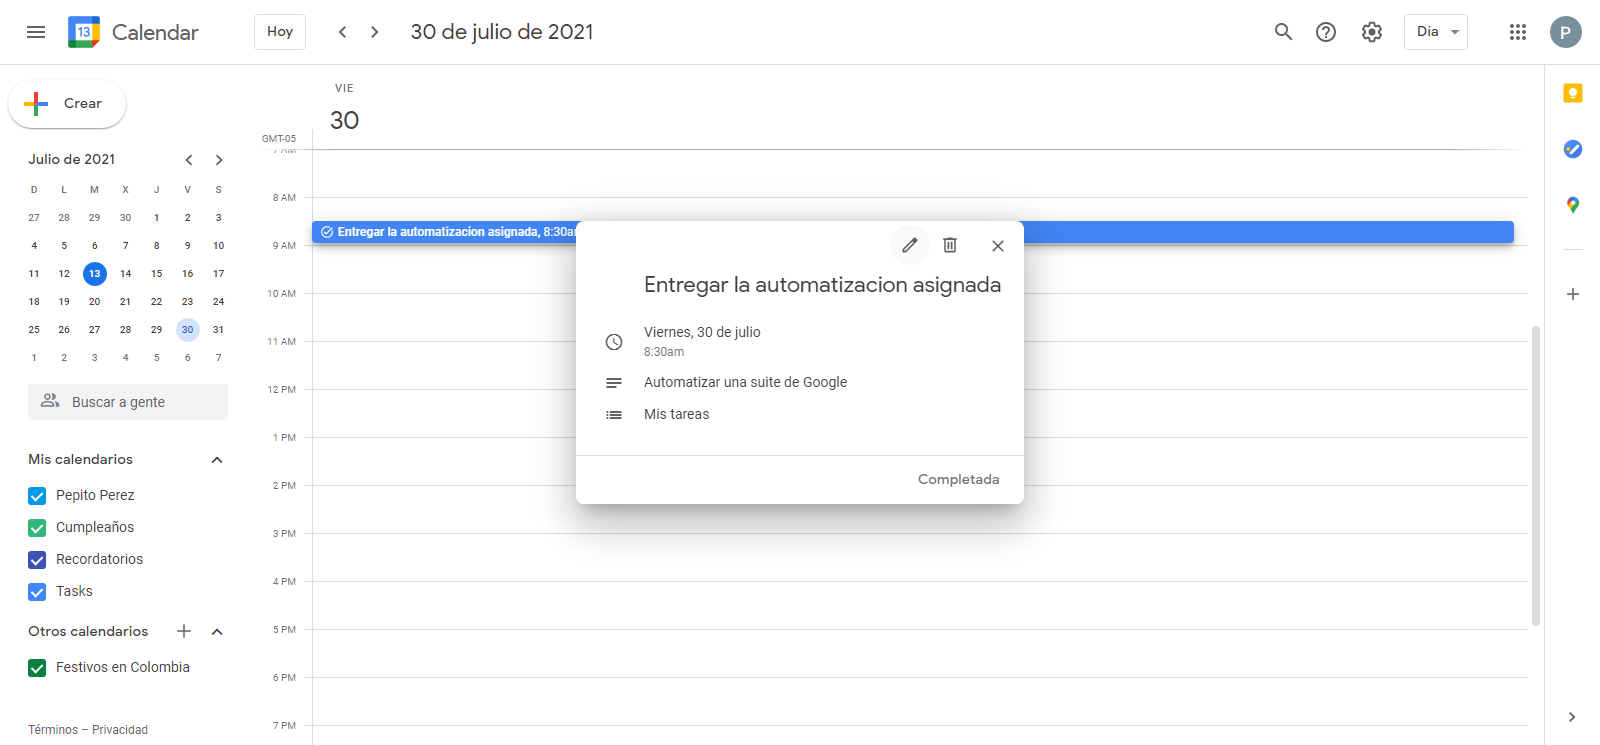 13 Calendar Hoy 30 de julio de 2021 Día P
Crear
VIE
30
GMT-05
Julio de 2021
D L M X J V S
27 28 29 30 1 2 3
4 5 6 7 8 9 10
11 12 13 14 15 16 17
18 19 20 21 22 23 24
25 26 27 28 29 30 31
1 2 3 4 5 6 7
Buscar a gente
Mis calendarios
Pepito Perez
Cumpleaños
Recordatorios
Tasks
Otros calendarios
Festivos en Colombia
Términos – Privacidad
7 AM
8 AM
Entregar la automatizacion asignada, 8:30am
9 AM
10 AM
11 AM
12 PM
1 PM
2 PM
3 PM
4 PM
5 PM
6 PM
7 PM
Entregar la automatizacion asignada
Viernes, 30 de julio
8:30am
Automatizar una suite de Google
Mis tareas
Completada